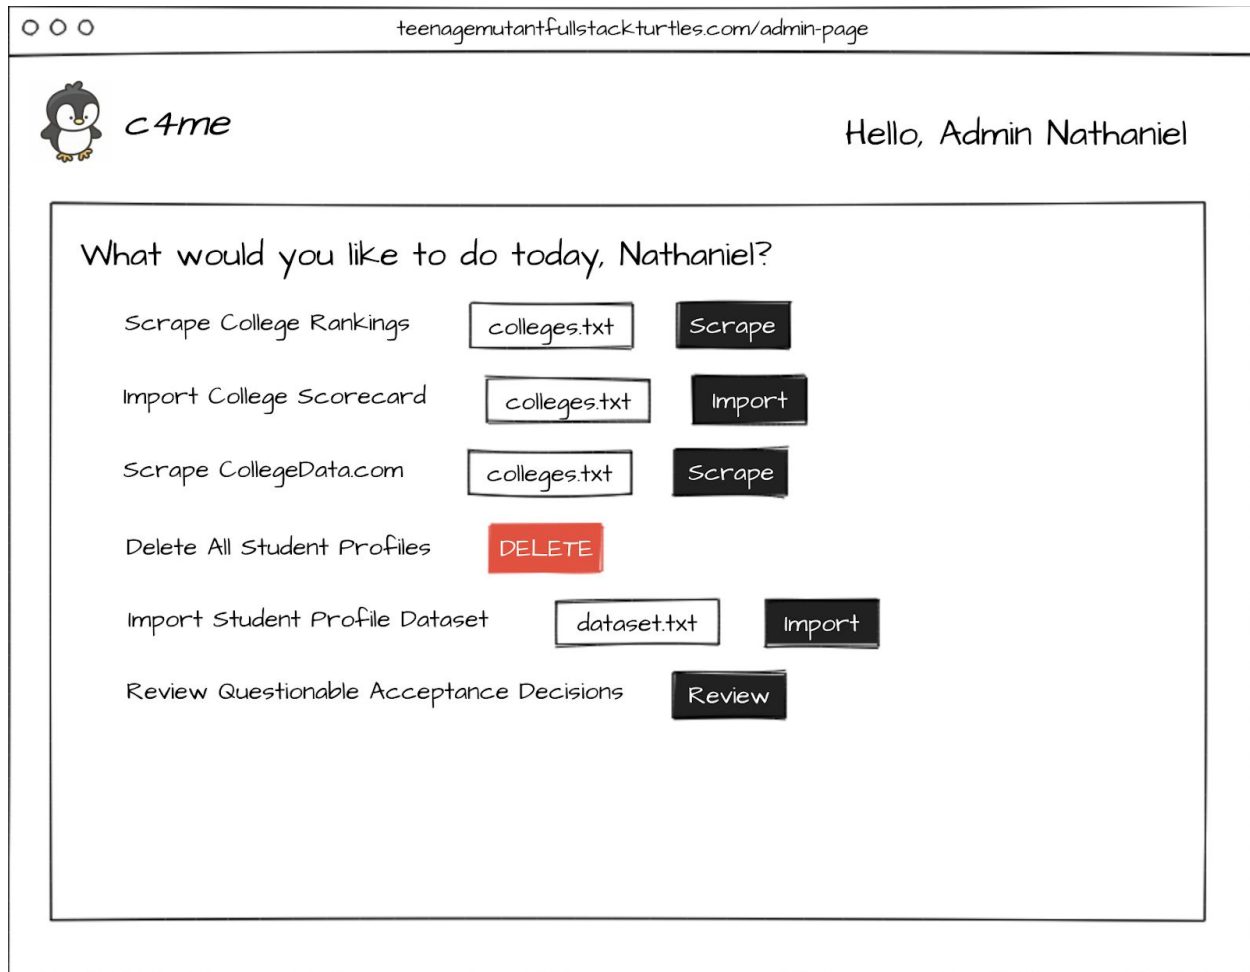 teenagemutantfullstackturtles.com/admin-page
c4me
Hello, Admin Nathaniel
What would you like to do today, Nathaniel?
Scrape College Rankings colleges.txt Scrape
Import College Scorecard colleges.txt Import
Scrape CollegeData.com colleges.txt Scrape
Delete All Student Profiles DELETE
Import Student Profile Dataset dataset.txt Import
Review Questionable Acceptance Decisions Review